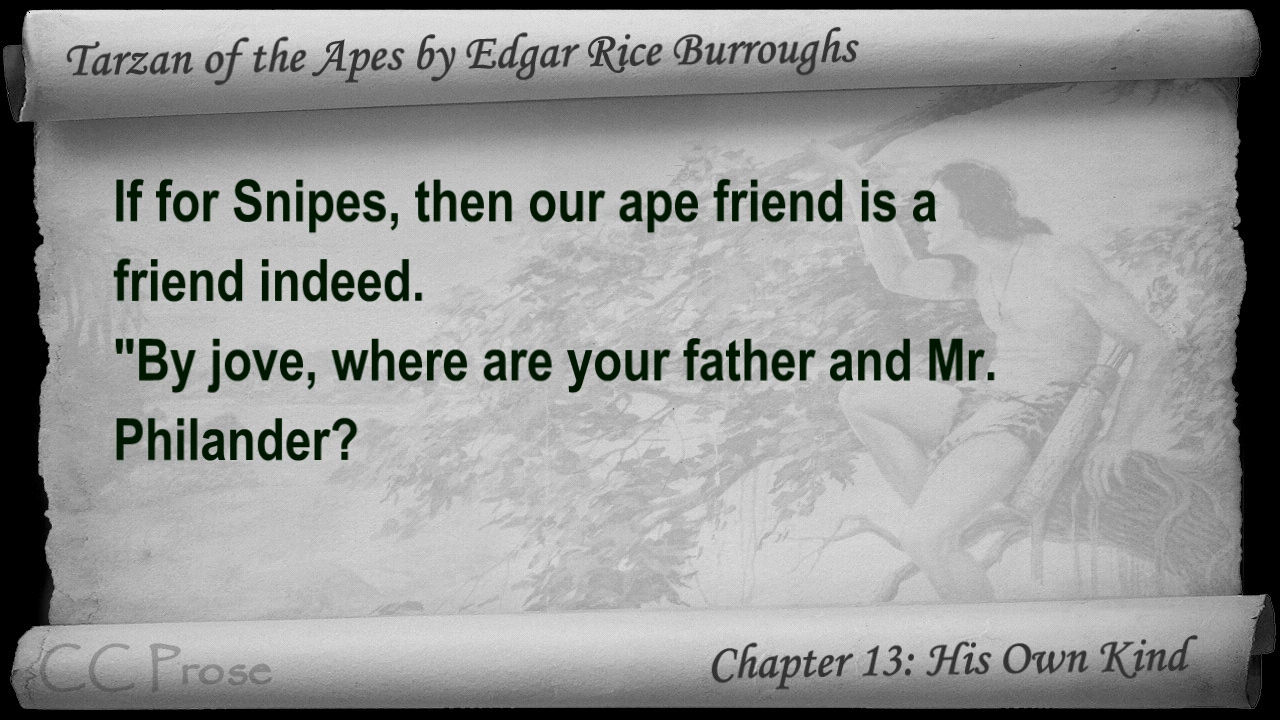 Tarzan of the Apes by Edgar Rice Burroughs
If for Snipes, then our ape friend is a
friend indeed.
"By jove, where are your father and Mr.
Philander?
CC Prose
Chapter 13: His Own Kind